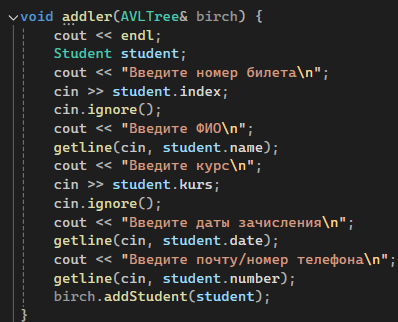 void addler(AVLTree& birch) {
cout << endl;
Student student;
cout << "Введите номер билета\n";
cin >> student.index;
cin.ignore();
cout << "Введите ФИО\n";
getline(cin, student.name);
cout << "Введите курс\n";
cin >> student.kurs;
cin.ignore();
cout << "Введите даты зачисления\n";
getline(cin, student.date);
cout << "Введите почту/номер телефона\n";
getline(cin, student.number);
birch.addStudent(student);
}